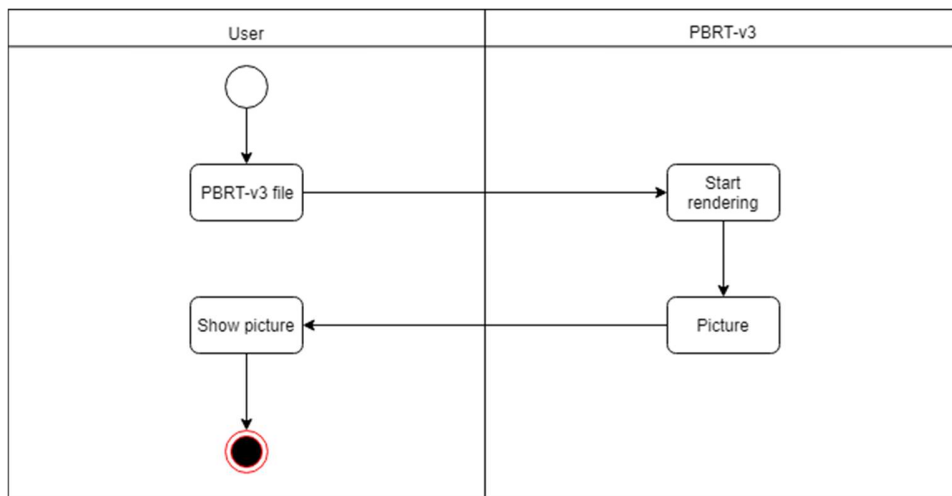 User
PBRT-v3
PBRT-v3 file
Start
rendering
Show picture
Picture